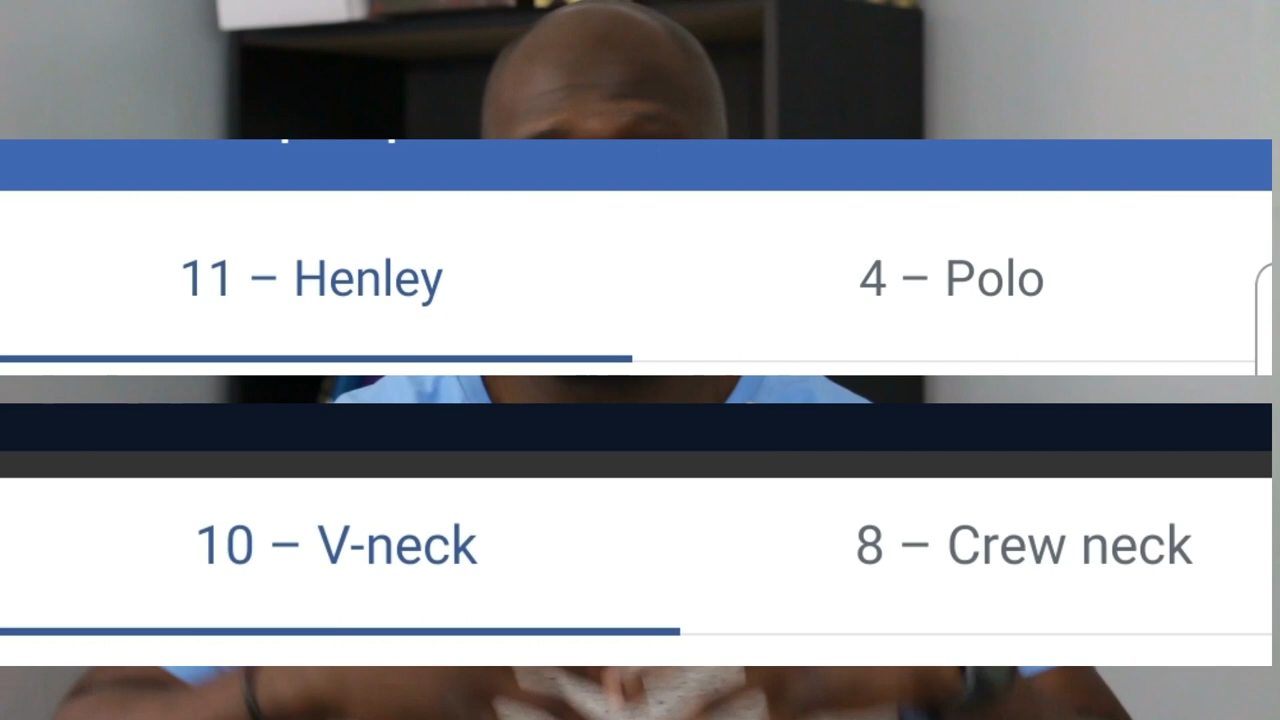 11 – Henley
4 – Polo
10 – V-neck
8 – Crew neck